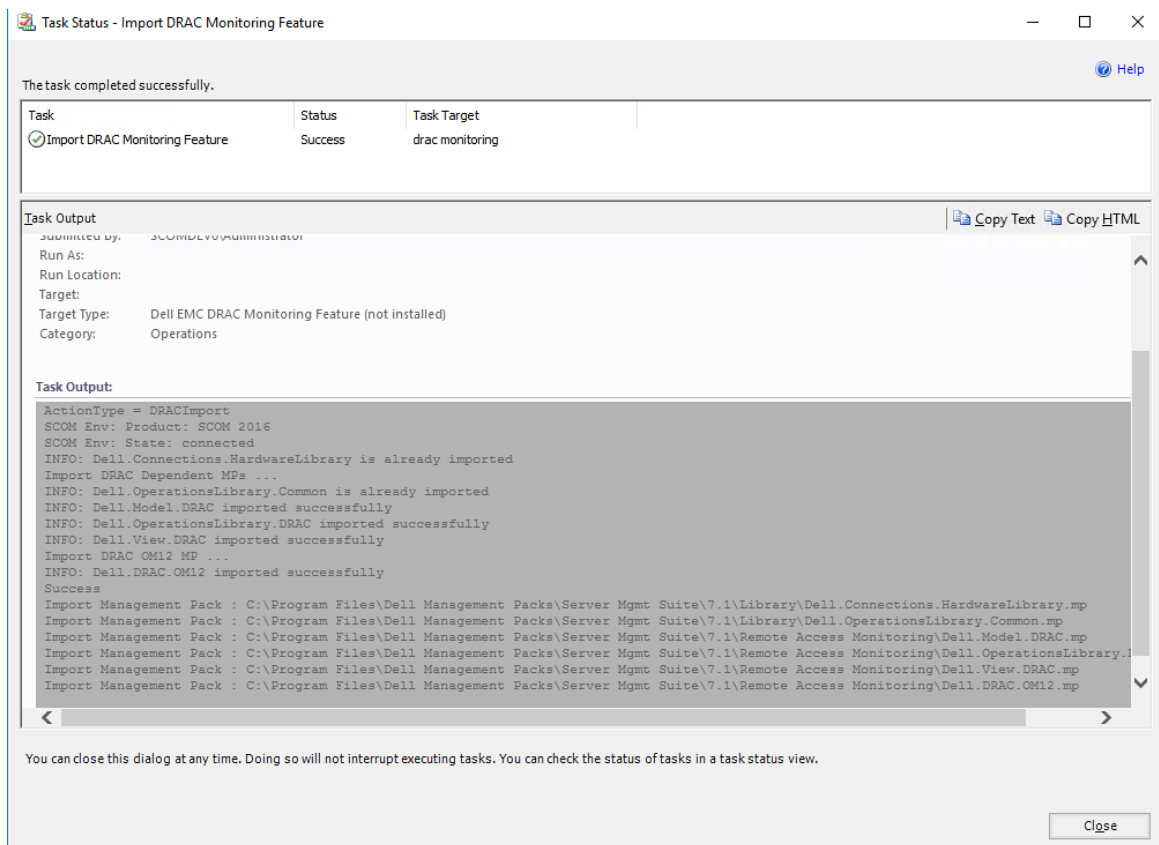 Task Status - Import DRAC Monitoring Feature
Help
The task completed successfully.
Task Status Task Target
Import DRAC Monitoring Feature Success drac monitoring
Task Output Copy Text Copy HTML
Submitted By: SCOMDEV0\Administrator
Run As:
Run Location:
Target:
Target Type: Dell EMC DRAC Monitoring Feature (not installed)
Category: Operations
Task Output:
ActionType = DRACImport
SCOM Env: Product: SCOM 2016
SCOM Env: State: connected
INFO: Dell.Connections.HardwareLibrary is already imported
Import DRAC Dependent MPs ...
INFO: Dell.OperationsLibrary.Common is already imported
INFO: Dell.Model.DRAC imported successfully
INFO: Dell.OperationsLibrary.DRAC imported successfully
INFO: Dell.View.DRAC imported successfully
Import DRAC OM12 MP ...
INFO: Dell.DRAC.OM12 imported successfully
Success
Import Management Pack : C:\Program Files\Dell Management Packs\Server Mgmt Suite\7.1\Library\Dell.Connections.HardwareLibrary.mp
Import Management Pack : C:\Program Files\Dell Management Packs\Server Mgmt Suite\7.1\Library\Dell.OperationsLibrary.Common.mp
Import Management Pack : C:\Program Files\Dell Management Packs\Server Mgmt Suite\7.1\Remote Access Monitoring\Dell.Model.DRAC.mp
Import Management Pack : C:\Program Files\Dell Management Packs\Server Mgmt Suite\7.1\Remote Access Monitoring\Dell.OperationsLibrary.
Import Management Pack : C:\Program Files\Dell Management Packs\Server Mgmt Suite\7.1\Remote Access Monitoring\Dell.View.DRAC.mp
Import Management Pack : C:\Program Files\Dell Management Packs\Server Mgmt Suite\7.1\Remote Access Monitoring\Dell.DRAC.OM12.mp
You can close this dialog at any time. Doing so will not interrupt executing tasks. You can check the status of tasks in a task status view.
Close